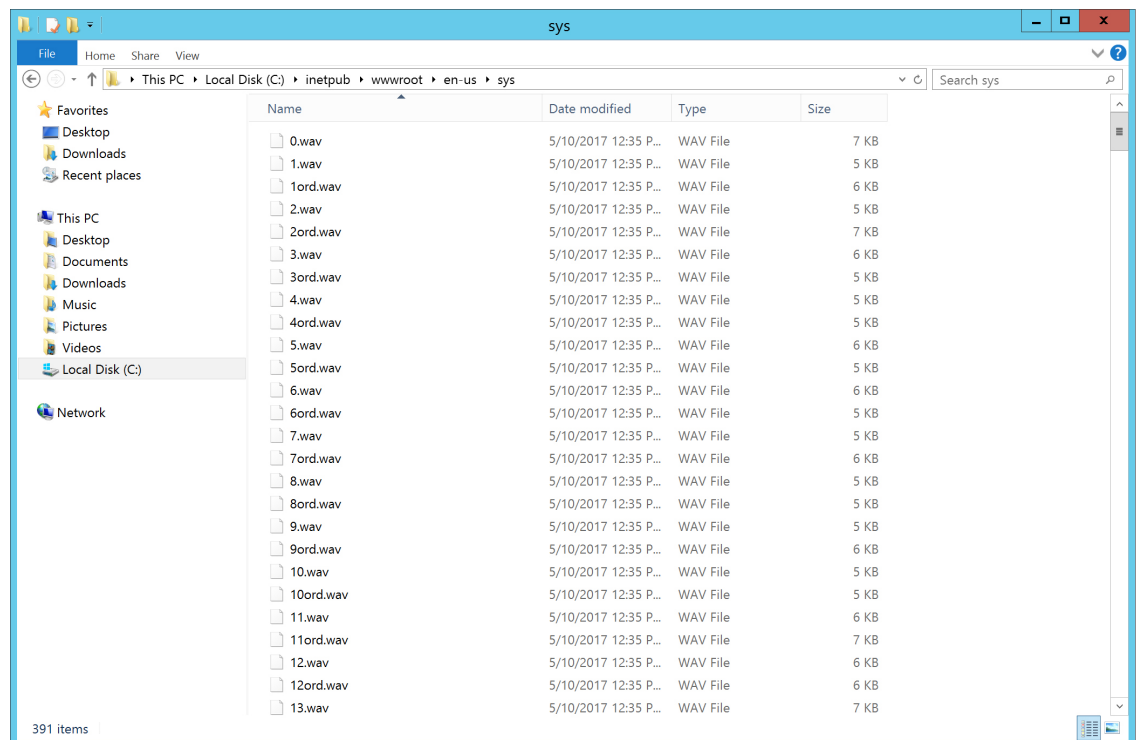 sys
File Home Share View
This PC Local Disk (C:) inetpub wwwroot en-us sys Search sys
Favorites
Desktop
Downloads
Recent places
This PC
Desktop
Documents
Downloads
Music
Pictures
Videos
Local Disk (C:)
Network
Name Date modified Type Size
0.wav 5/10/2017 12:35 P... WAV File 7 KB
1.wav 5/10/2017 12:35 P... WAV File 5 KB
1ord.wav 5/10/2017 12:35 P... WAV File 6 KB
2.wav 5/10/2017 12:35 P... WAV File 5 KB
2ord.wav 5/10/2017 12:35 P... WAV File 7 KB
3.wav 5/10/2017 12:35 P... WAV File 6 KB
3ord.wav 5/10/2017 12:35 P... WAV File 5 KB
4.wav 5/10/2017 12:35 P... WAV File 5 KB
4ord.wav 5/10/2017 12:35 P... WAV File 5 KB
5.wav 5/10/2017 12:35 P... WAV File 6 KB
5ord.wav 5/10/2017 12:35 P... WAV File 5 KB
6.wav 5/10/2017 12:35 P... WAV File 6 KB
6ord.wav 5/10/2017 12:35 P... WAV File 5 KB
7.wav 5/10/2017 12:35 P... WAV File 5 KB
7ord.wav 5/10/2017 12:35 P... WAV File 6 KB
8.wav 5/10/2017 12:35 P... WAV File 5 KB
8ord.wav 5/10/2017 12:35 P... WAV File 5 KB
9.wav 5/10/2017 12:35 P... WAV File 5 KB
9ord.wav 5/10/2017 12:35 P... WAV File 6 KB
10.wav 5/10/2017 12:35 P... WAV File 5 KB
10ord.wav 5/10/2017 12:35 P... WAV File 5 KB
11.wav 5/10/2017 12:35 P... WAV File 6 KB
11ord.wav 5/10/2017 12:35 P... WAV File 7 KB
12.wav 5/10/2017 12:35 P... WAV File 6 KB
12ord.wav 5/10/2017 12:35 P... WAV File 6 KB
13.wav 5/10/2017 12:35 P... WAV File 7 KB
391 items